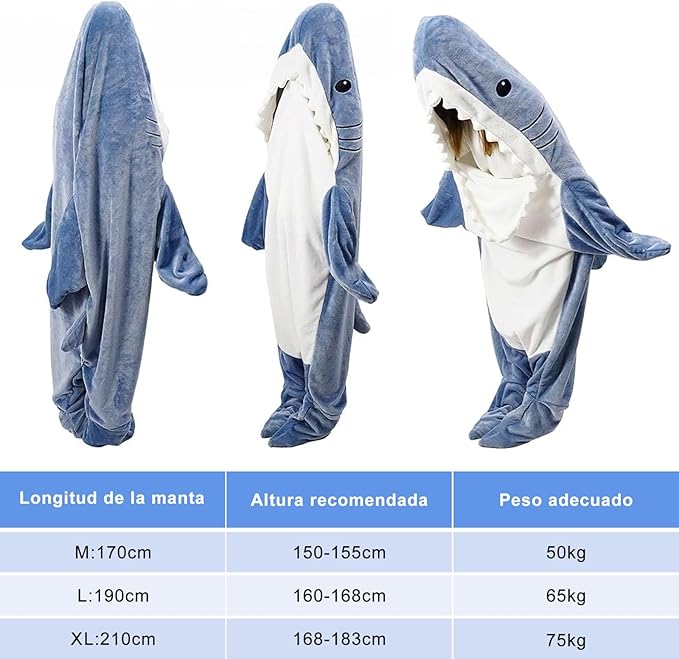 Longitud de la manta Altura recomendada Peso adecuado
M:170cm 150-155cm 50kg
L:190cm 160-168cm 65kg
XL:210cm 168-183cm 75kg